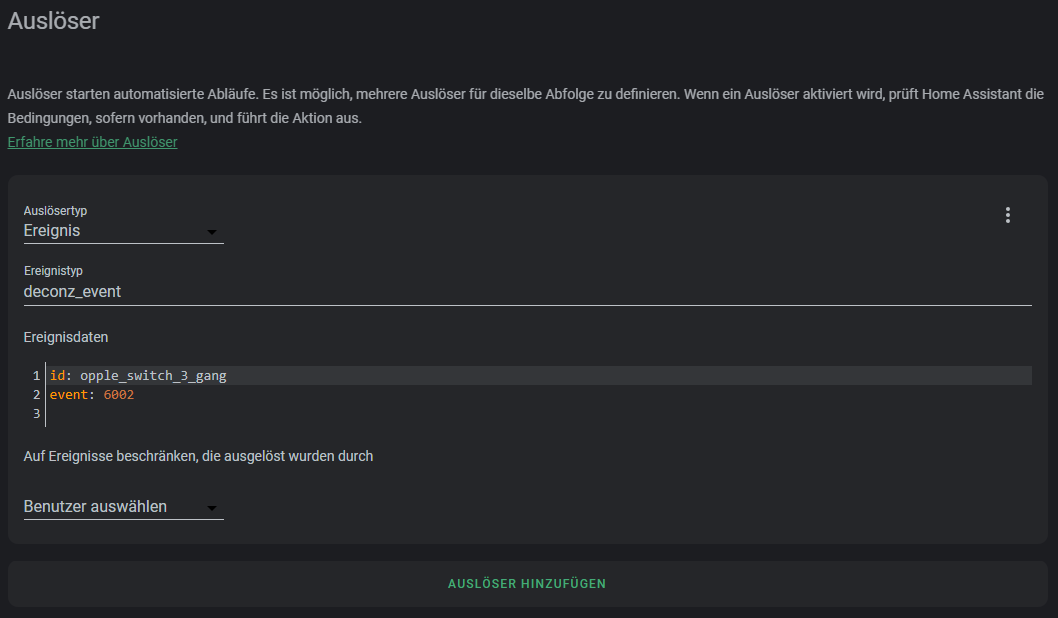 Auslöser
Auslöser starten automatisierte Abläufe. Es ist möglich, mehrere Auslöser für dieselbe Abfolge zu definieren. Wenn ein Auslöser aktiviert wird, prüft Home Assistant die
Bedingungen, sofern vorhanden, und führt die Aktion aus.
Erfahre mehr über Auslöser
Auslösertyp
Ereignis
Ereignistyp
deconz_event
Ereignisdaten
1 id: opple_switch_3_gang
2 event: 6002
3
Auf Ereignisse beschränken, die ausgelöst wurden durch
Benutzer auswählen
AUSLÖSER HINZUFÜGEN